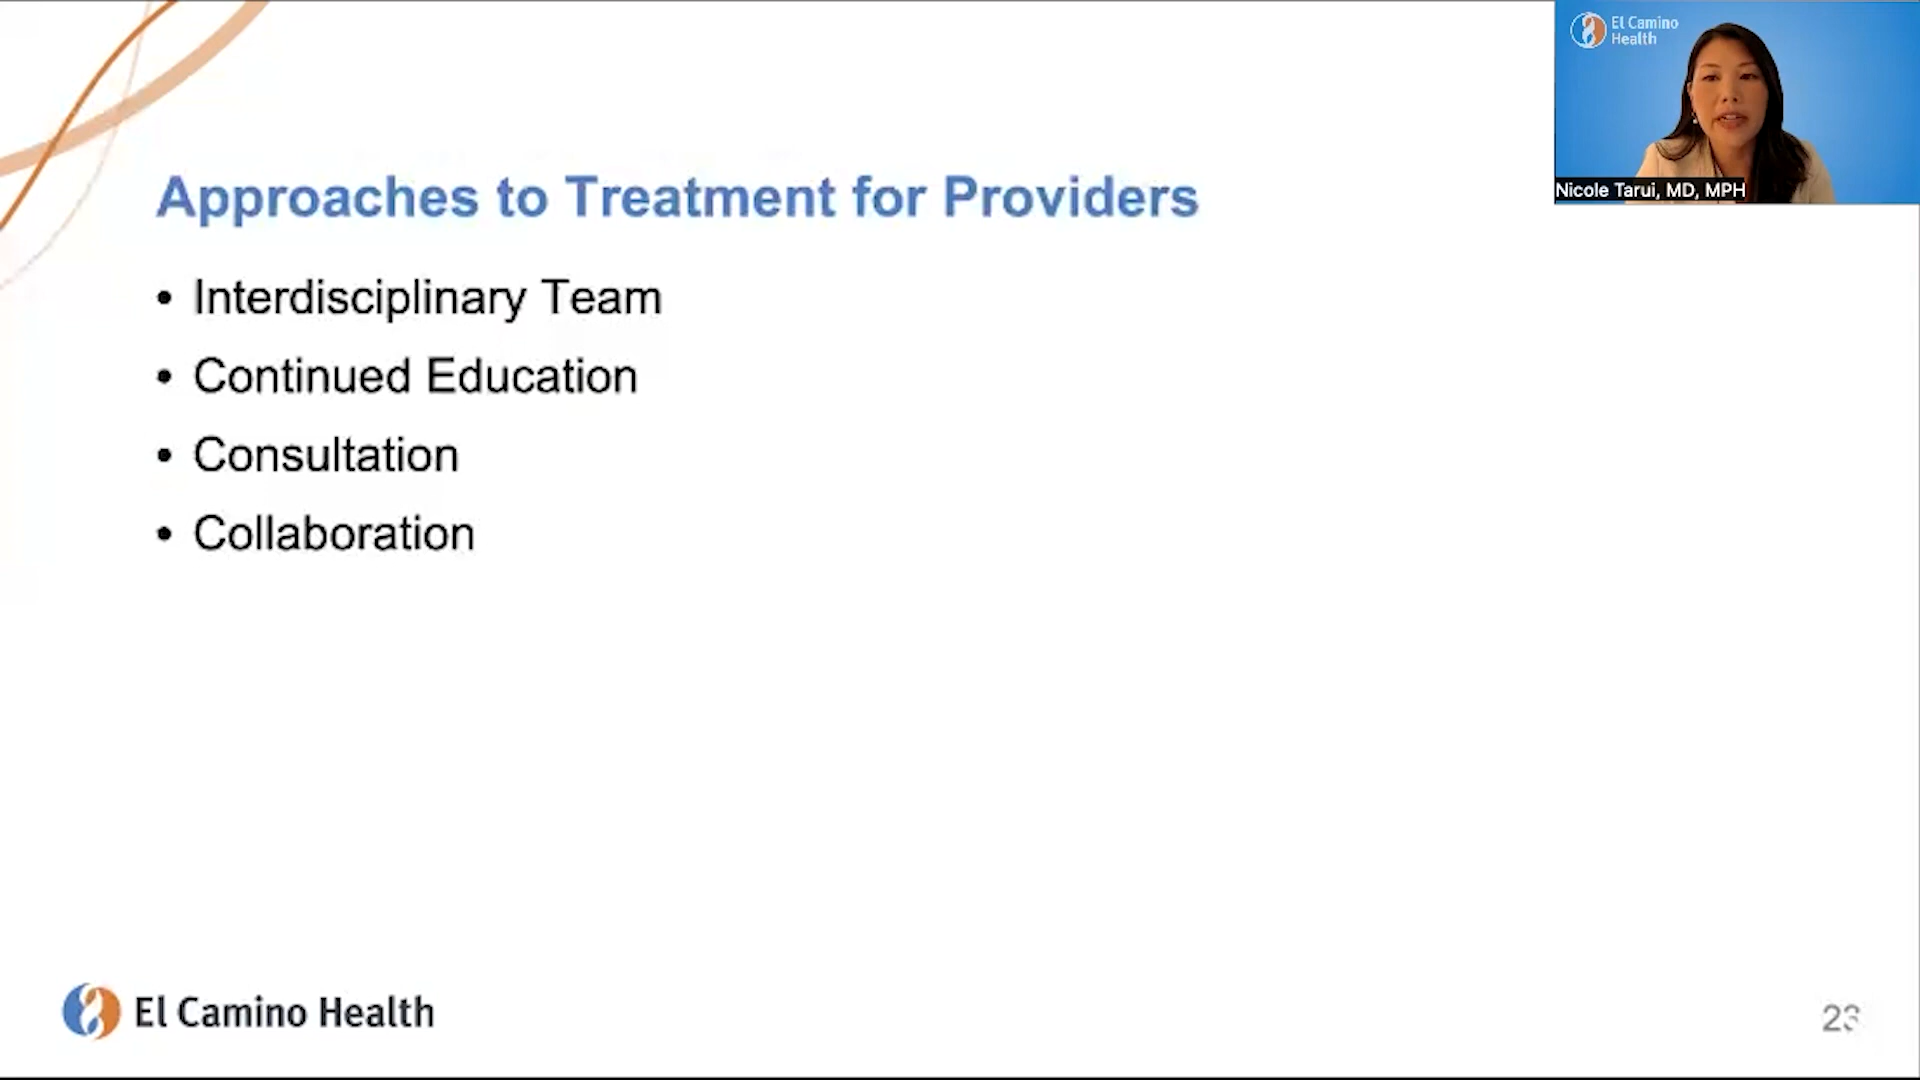 El Camino
Health
Nicole Tarui, MD, MPH
Approaches to Treatment for Providers
• Interdisciplinary Team
• Continued Education
• Consultation
• Collaboration
El Camino Health
23